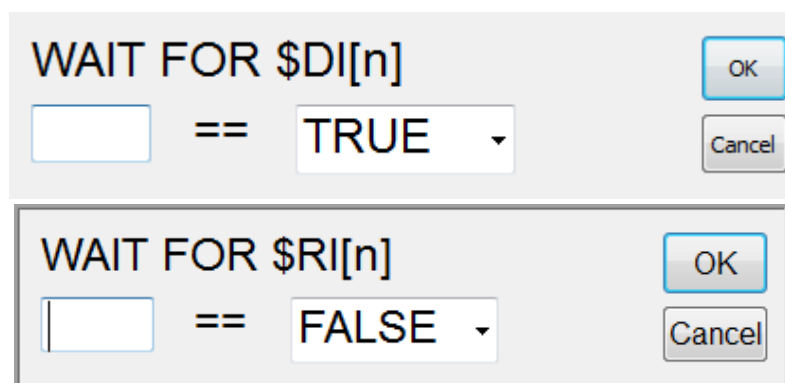 WAIT FOR $DI[n]
OK
== TRUE
Cancel
WAIT FOR $RI[n]
OK
== FALSE
Cancel